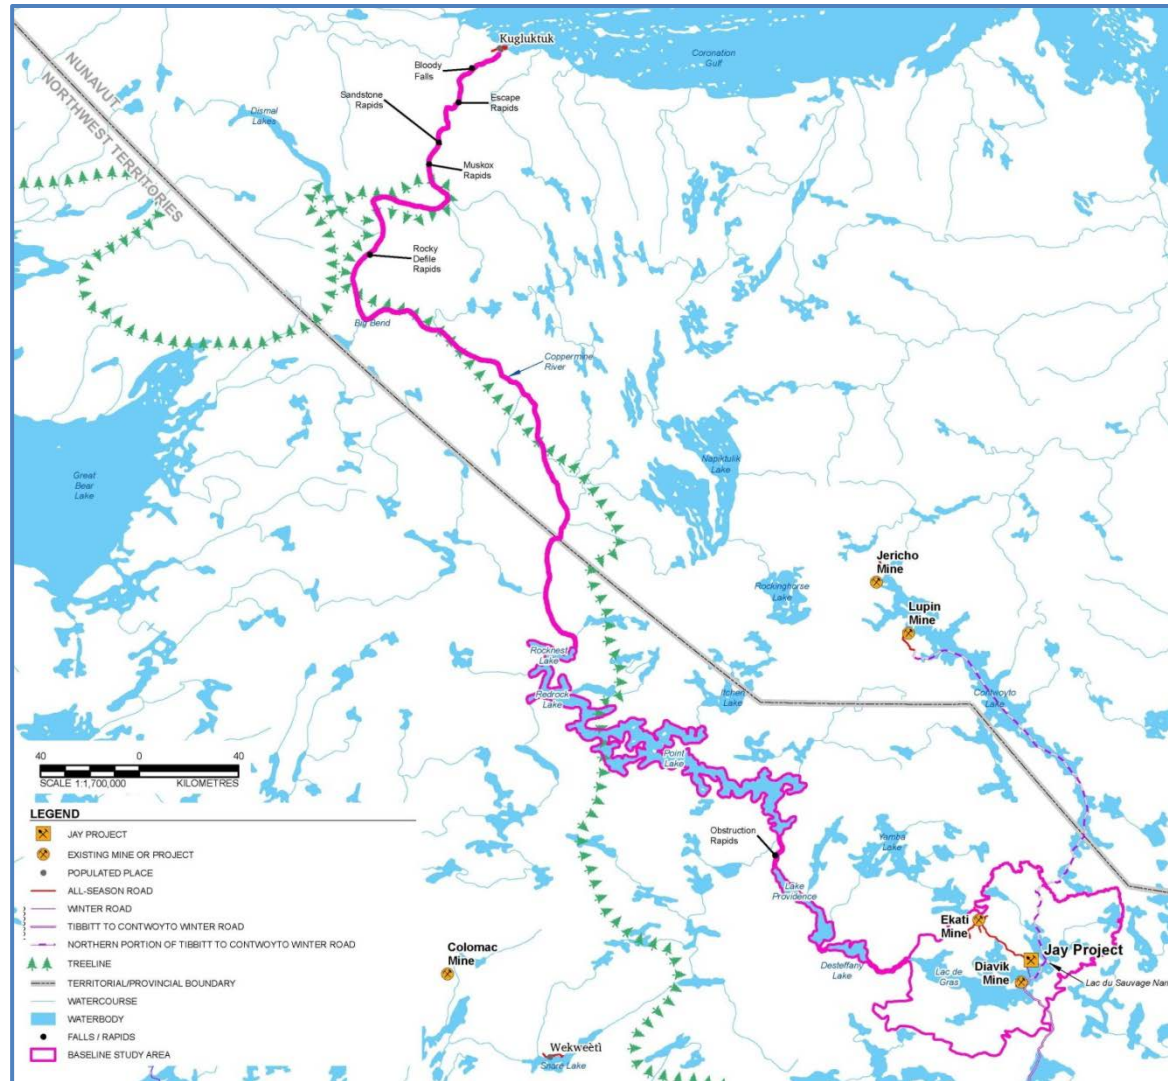 Kugluktuk
Coronation
Gulf
Bloody
Falls
Sandstone
Rapids
Escape
Rapids
NUNAVUT
NORTHWEST TERRITORIES
Dismal
Lakes
Muskox
Rapids
Rocky
Defile
Rapids
Big Bend
Coppermine
River
Great
Bear
Lake
Napiktulik
Lake
Jericho
Mine
Rockinghorse
Lake
Lupin
Mine
Rocknest
Lake
Redrock
Lake
Itchen
Lake
Contwoyto
Lake
Point
Lake
40 0 40
SCALE 1:1,700,000 KILOMETRES
LEGEND
JAY PROJECT
EXISTING MINE OR PROJECT
POPULATED PLACE
ALL-SEASON ROAD
WINTER ROAD
TIBBITT TO CONTWOYTO WINTER ROAD
NORTHERN PORTION OF TIBBITT TO CONTWOYTO WINTER ROAD
TREELINE
TERRITORIAL/PROVINCIAL BOUNDARY
WATERCOURSE
WATERBODY
FALLS / RAPIDS
BASELINE STUDY AREA
Obstruction
Rapids
Yamba
Lake
Lake
Providence
Ekati
Mine
Colomac
Mine
Jay Project
Desteffany
Lake
Lac de
Gras
Diavik
Mine
Lac du Sauvage Nar
Wekweètì
Snare Lake